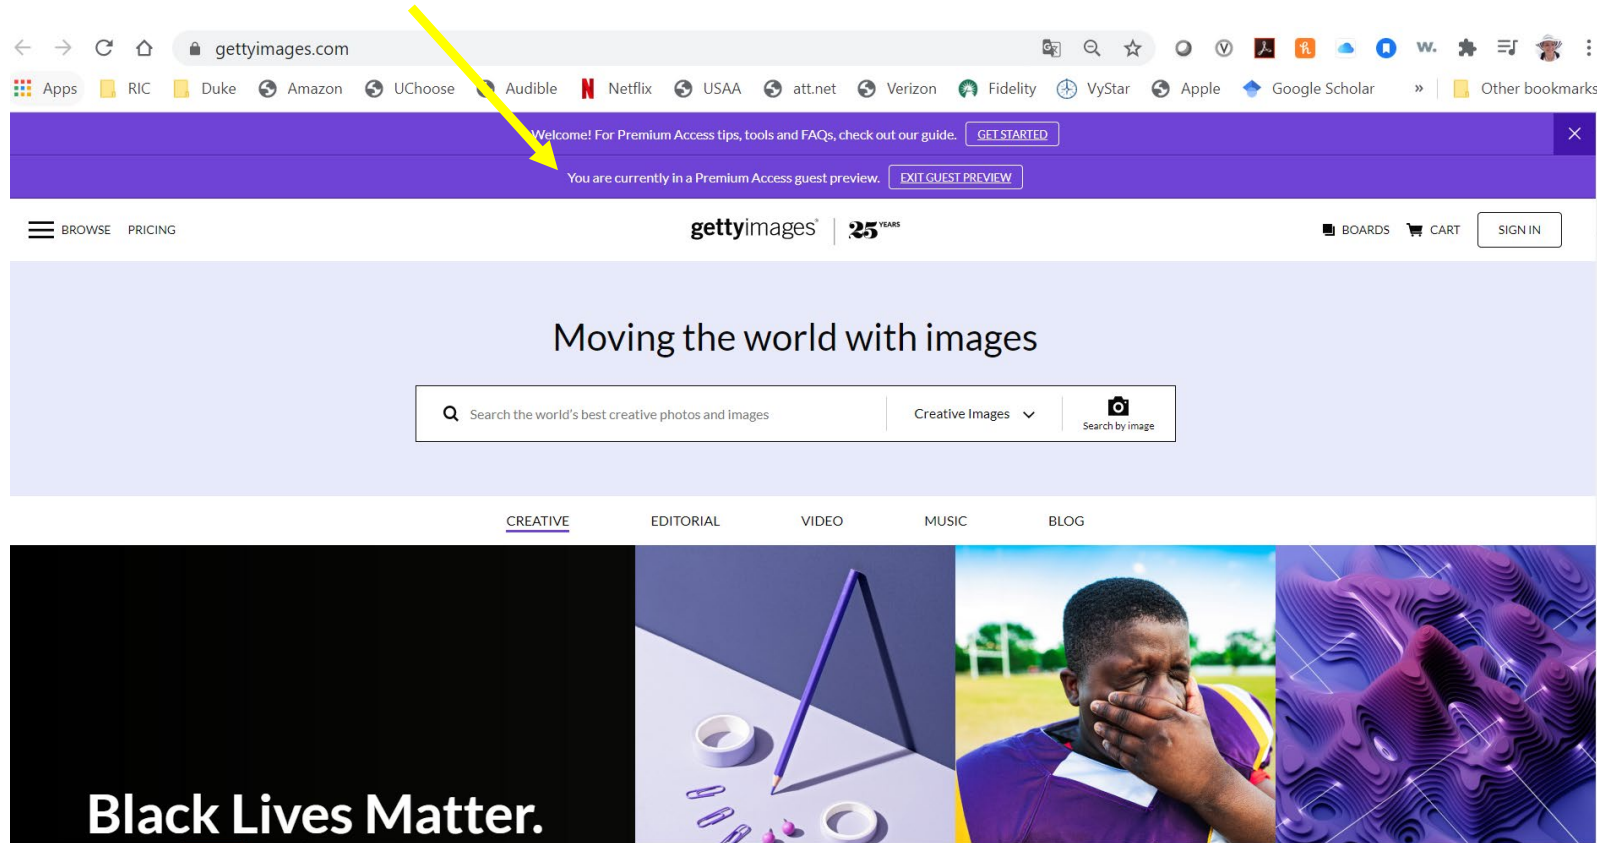 gettyimages.com
Apps RIC Duke Amazon UChoose Audible Netflix USAA att.net Verizon Fidelity VyStar Apple Google Scholar » Other bookmarks
Welcome! For Premium Access tips, tools and FAQs, check out our guide. GET STARTED
You are currently in a Premium Access guest preview. EXIT GUEST PREVIEW
BROWSE PRICING gettyimages® 25 YEARS BOARDS CART SIGN IN
Moving the world with images
Search the world's best creative photos and images Creative Images Search by image
CREATIVE EDITORIAL VIDEO MUSIC BLOG
Black Lives Matter.